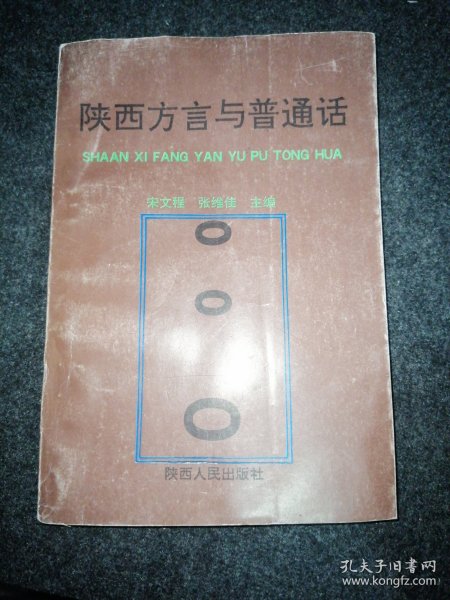 陕西方言与普通话
SHAAN XI FANG YAN YU PU TONG HUA
宋文程 张维佳 主编
陕西人民出版社
孔夫子旧书网
www.kongfz.com